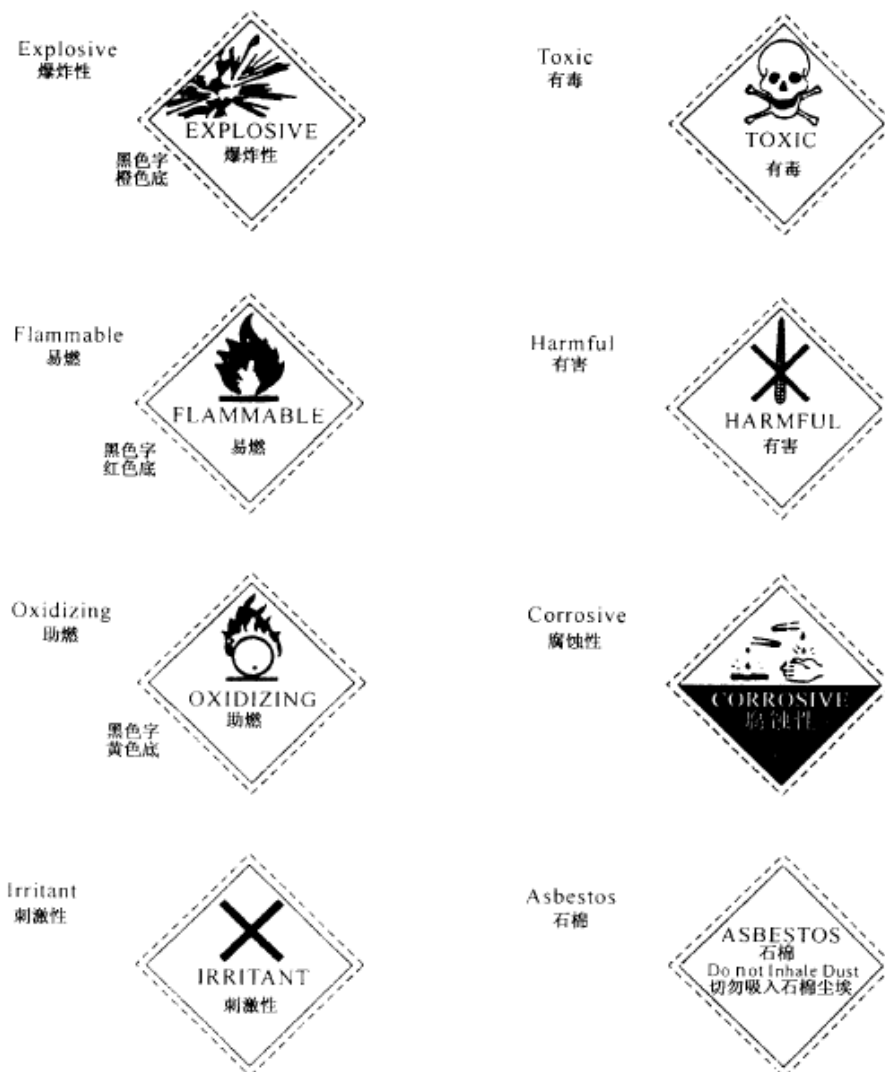 Explosive
爆炸性
EXPLOSIVE
爆炸性
黑色字
橙色底
Toxic
有毒
TOXIC
有毒
Flammable
易燃
FLAMMABLE
易燃
黑色字
红色底
Harmful
有害
HARMFUL
有害
Oxidizing
助燃
OXIDIZING
助燃
黑色字
黄色底
Corrosive
腐蚀性
CORROSIVE
腐蚀性
Irritant
刺激性
IRRITANT
刺激性
Asbestos
石棉
ASBESTOS
石棉
Do not Inhale Dust
切勿吸入石棉尘埃